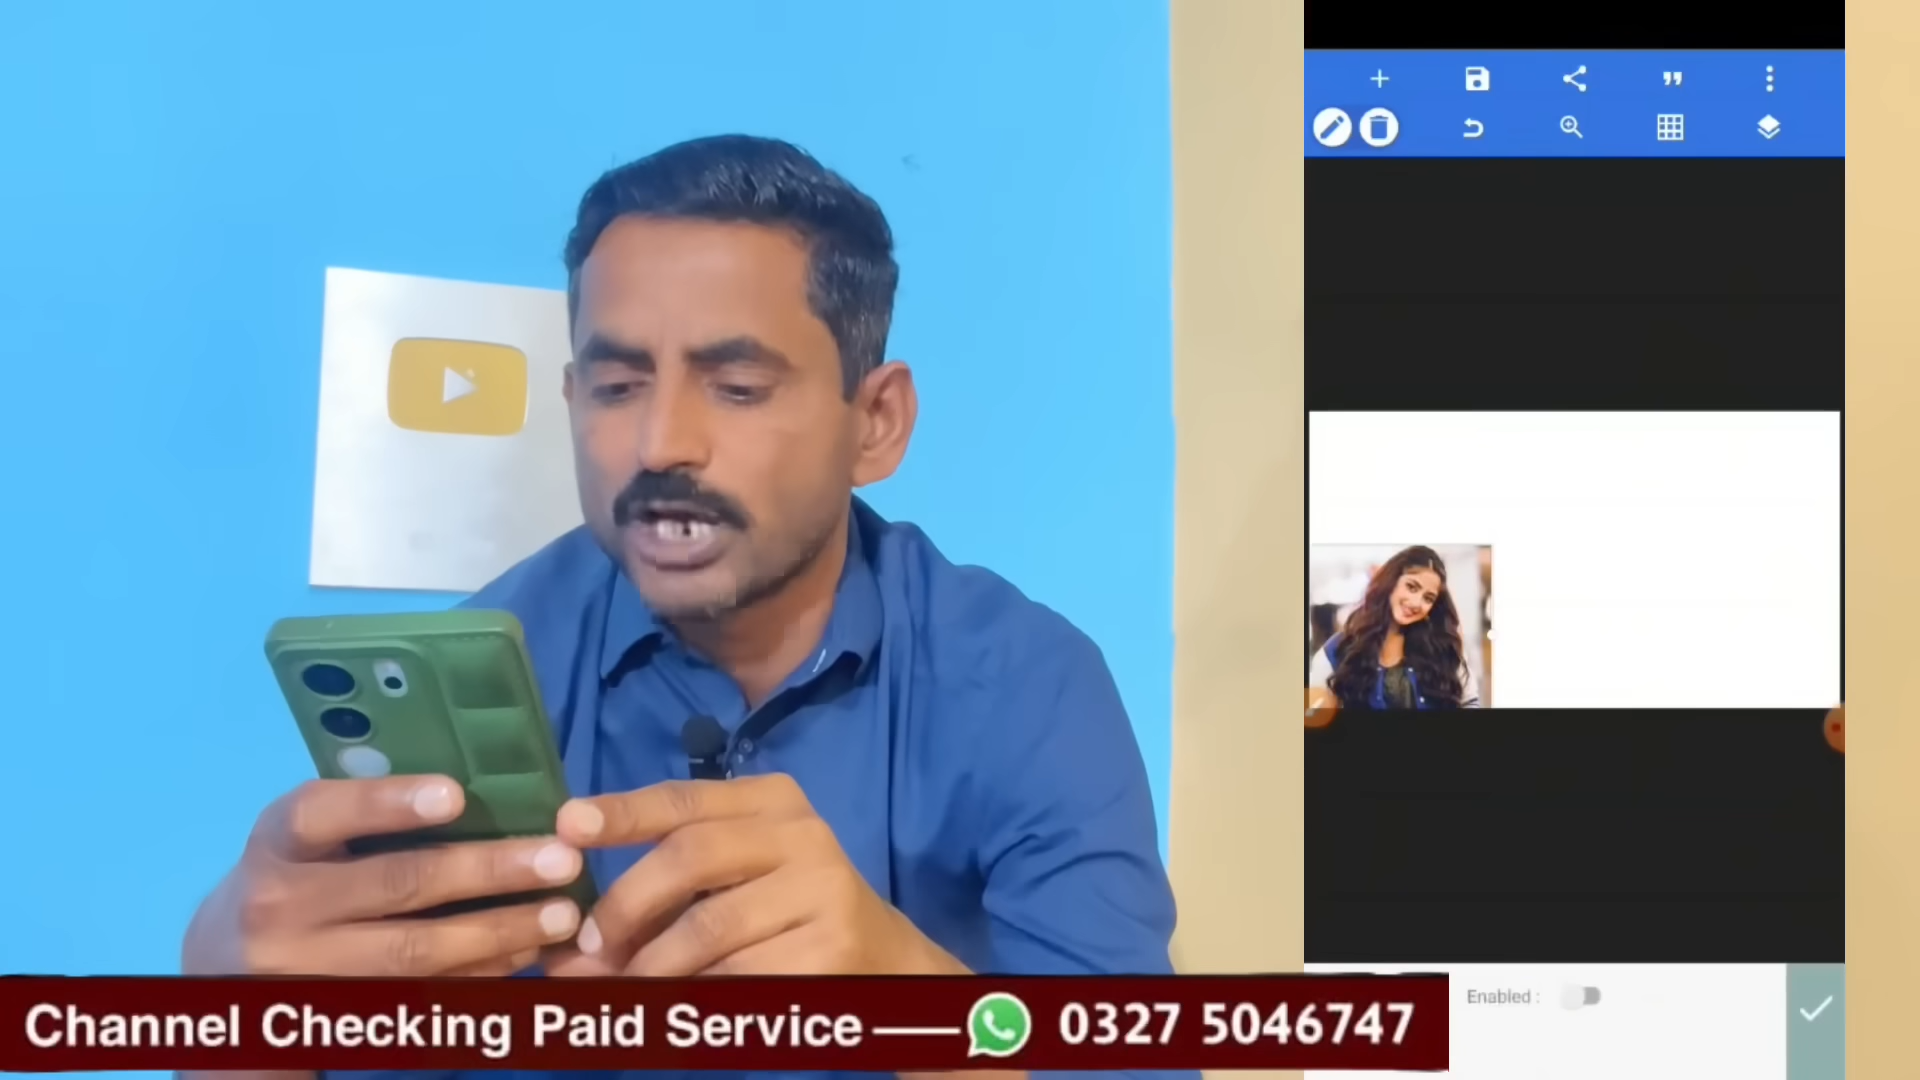 Enabled :
Channel Checking Paid Service — 0327 5046747